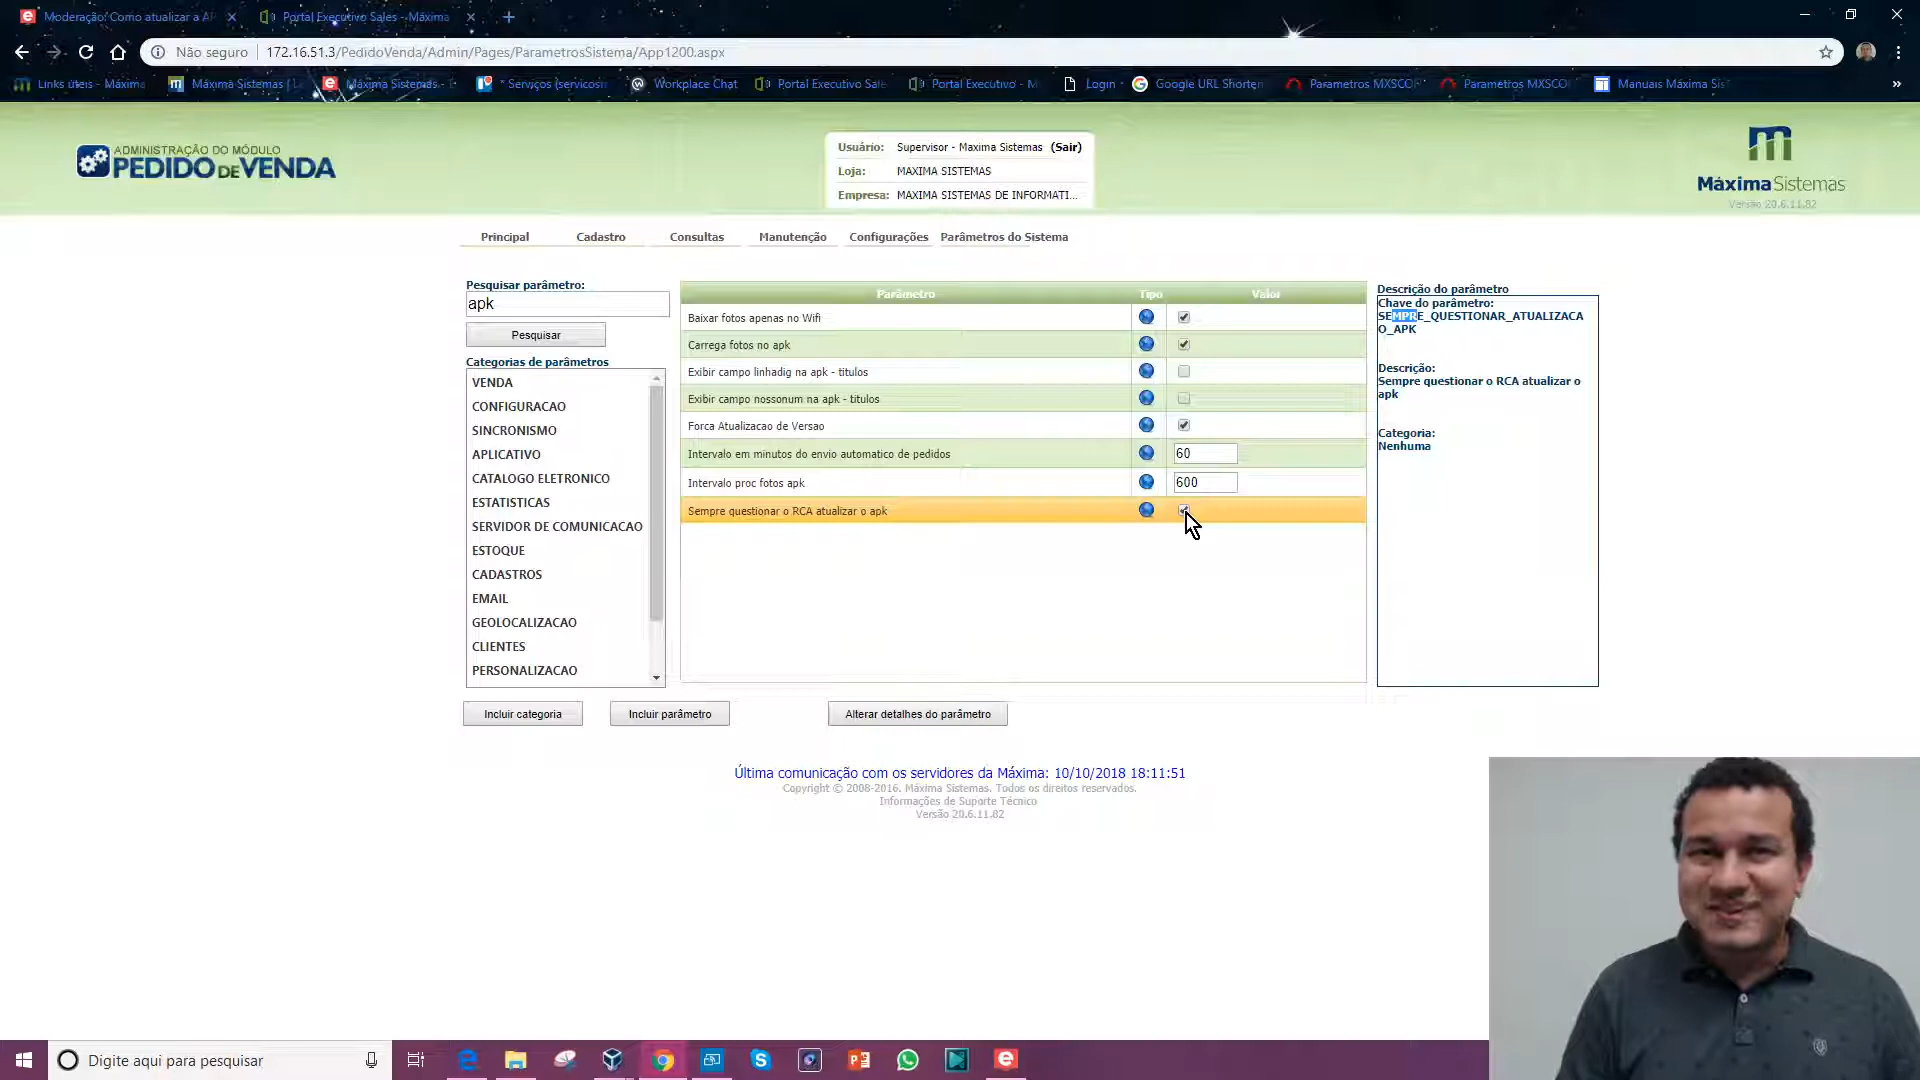 Moderação: Como atualizar a A
Portal Executivo Sales - Máxima
Não seguro
172.16.51.3/PedidoVenda/Admin/Pages/ParametrosSistema/App1200.aspx
Links úteis - Máxima
Máxima Sistemas | L
Máxima Sistemas -
* Serviços (servicosm
Workplace Chat
Portal Executivo Sale
Portal Executivo - M
Login
Google URL Shorten
Parametros MXSCOP
Parametros MXSCO
Manuais Máxima Sist
»
ADMINISTRAÇÃO DO MÓDULO
PEDIDO DE VENDA
Usuário: Supervisor - Maxima Sistemas (Sair)
Loja: MAXIMA SISTEMAS
Empresa: MAXIMA SISTEMAS DE INFORMATI...
Máxima Sistemas
Versão 20.6.11.82
Principal
Cadastro
Consultas
Manutenção
Configurações
Parâmetros do Sistema
Pesquisar parâmetro:
apk
Pesquisar
Categorias de parâmetros
VENDA
CONFIGURACAO
SINCRONISMO
APLICATIVO
CATALOGO ELETRONICO
ESTATISTICAS
SERVIDOR DE COMUNICACAO
ESTOQUE
CADASTROS
EMAIL
GEOLOCALIZACAO
CLIENTES
PERSONALIZACAO
Parâmetro Tipo Valor
Baixar fotos apenas no Wifi
Carrega fotos no apk
Exibir campo linhadig na apk - titulos
Exibir campo nossonum na apk - titulos
Forca Atualizacao de Versao
Intervalo em minutos do envio automatico de pedidos 60
Intervalo proc fotos apk 600
Sempre questionar o RCA atualizar o apk
Descrição do parâmetro
Chave do parâmetro:
SEMPRE_QUESTIONAR_ATUALIZACA
O_APK
Descrição:
Sempre questionar o RCA atualizar o
apk
Categoria:
Nenhuma
Incluir categoria
Incluir parâmetro
Alterar detalhes do parâmetro
Última comunicação com os servidores da Máxima: 10/10/2018 18:11:51
Copyright © 2008-2016. Máxima Sistemas. Todos os direitos reservados.
Informações de Suporte Técnico
Versão 20.6.11.82
Digite aqui para pesquisar